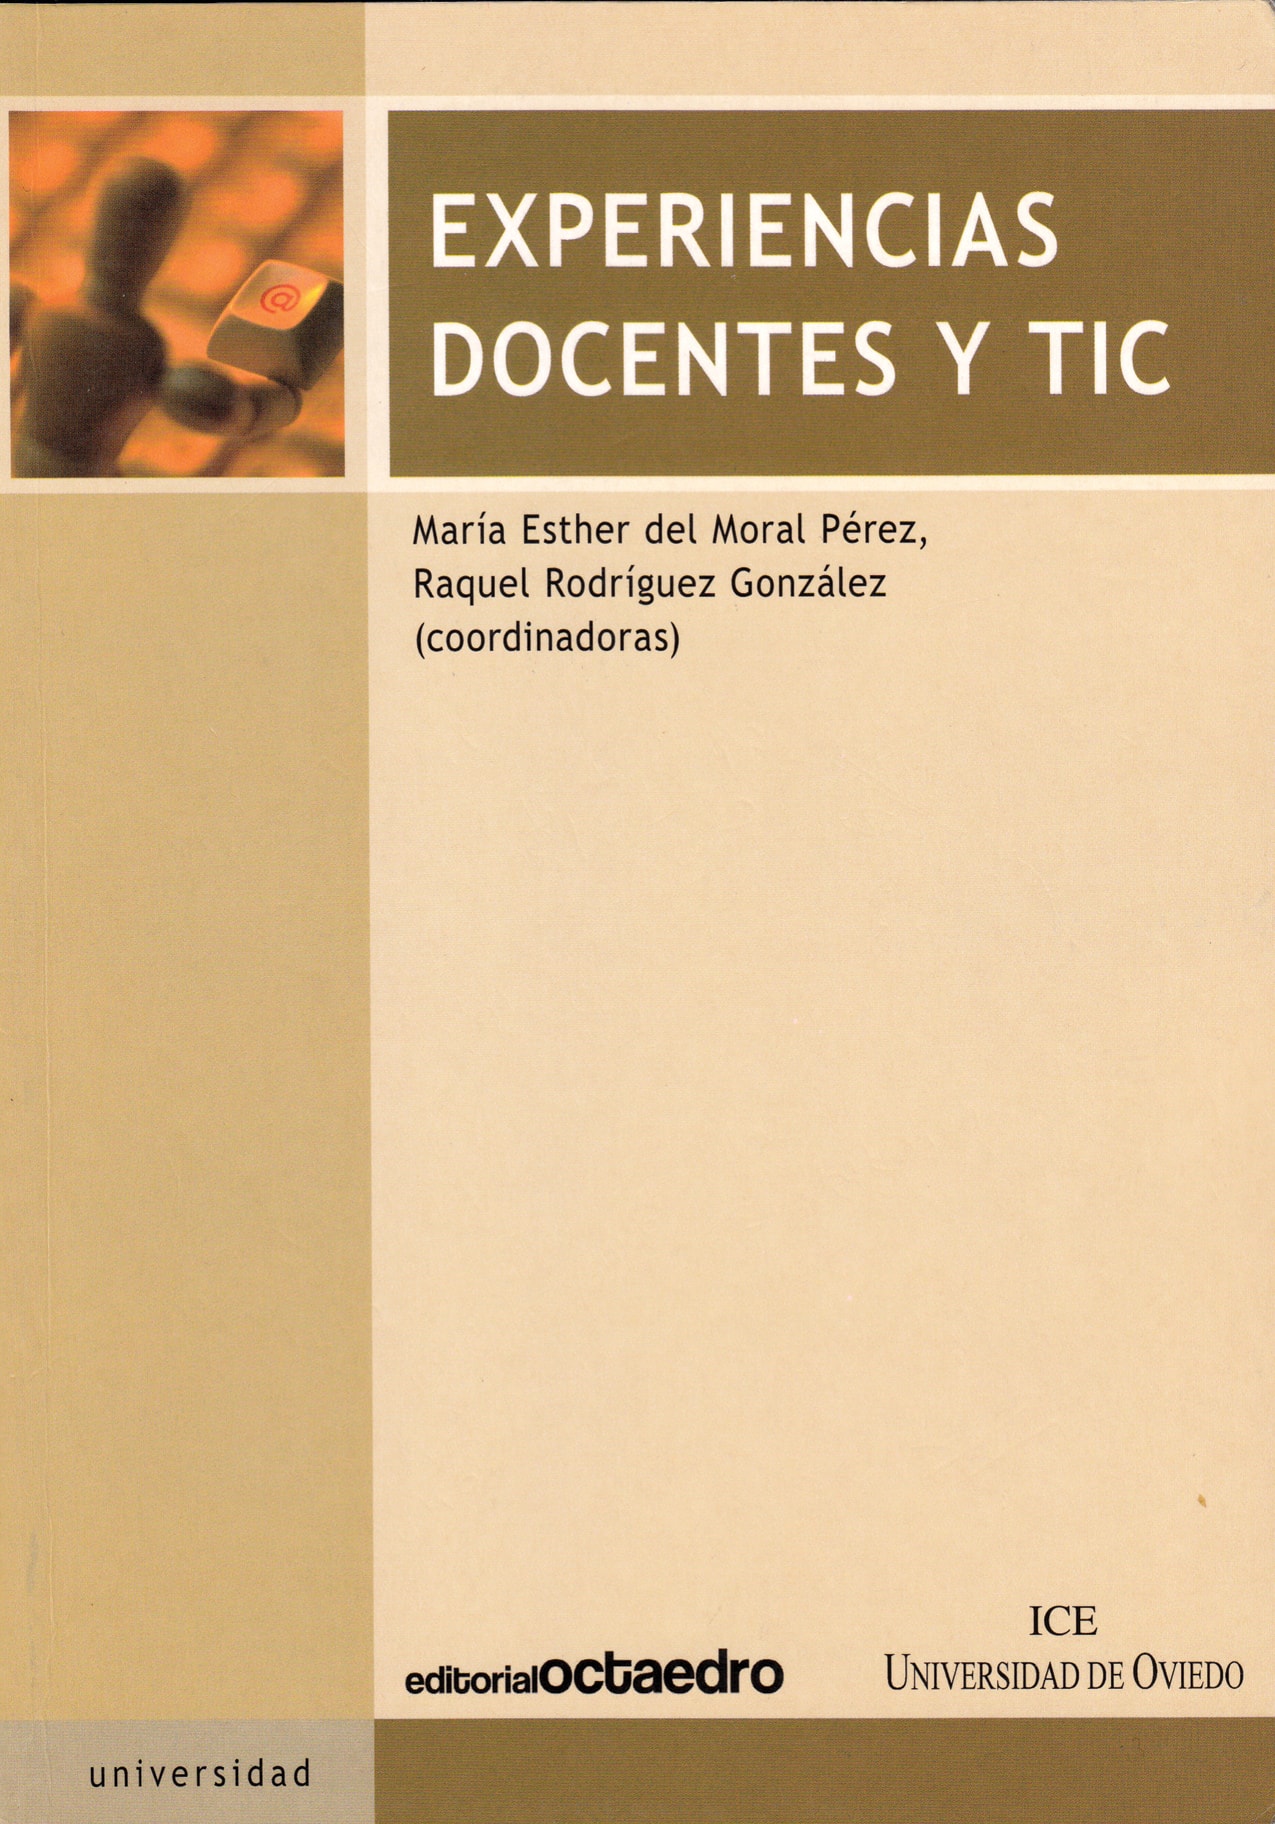 @
EXPERIENCIAS
DOCENTES Y TIC
María Esther del Moral Pérez,
Raquel Rodríguez González
(coordinadoras)
ICE
editorialoctaedro
UNIVERSIDAD DE OVIEDO
universidad